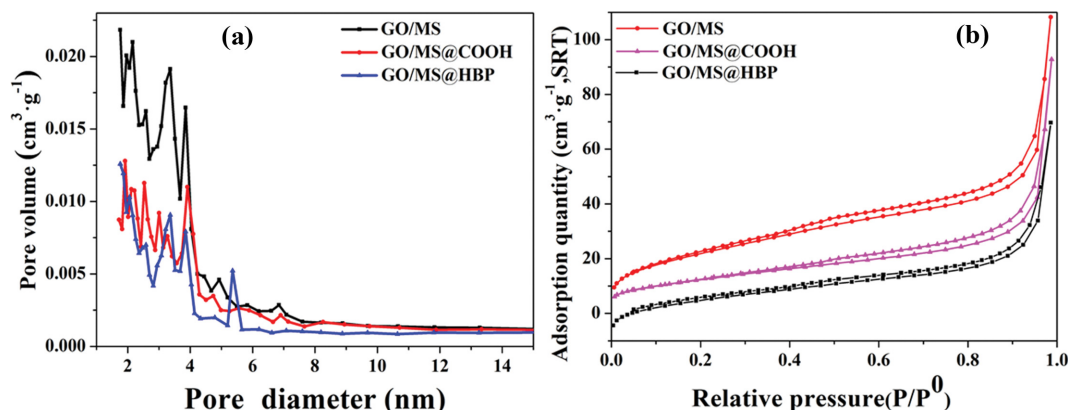 (a)
GO/MS
GO/MS@COOH
GO/MS@HBP
Pore volume (cm³·g⁻¹)
0.020
0.015
0.010
0.005
0.000
2 4 6 8 10 12 14
Pore diameter (nm)
(b)
GO/MS
GO/MS@COOH
GO/MS@HBP
Adsorption quantity (cm³·g⁻¹,SRT)
100
80
60
40
20
0
0.0 0.2 0.4 0.6 0.8 1.0
Relative pressure(P/P⁰)